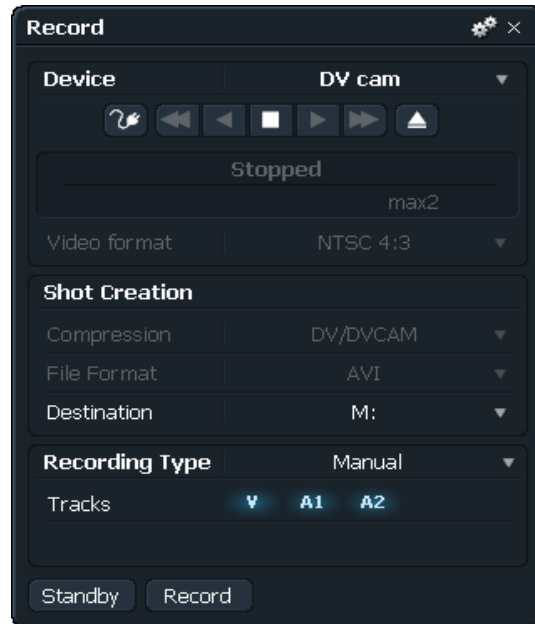 Record
Device DV cam
Stopped
max2
Video format NTSC 4:3
Shot Creation
Compression DV/DVCAM
File Format AVI
Destination M:
Recording Type Manual
Tracks V A1 A2
Standby Record